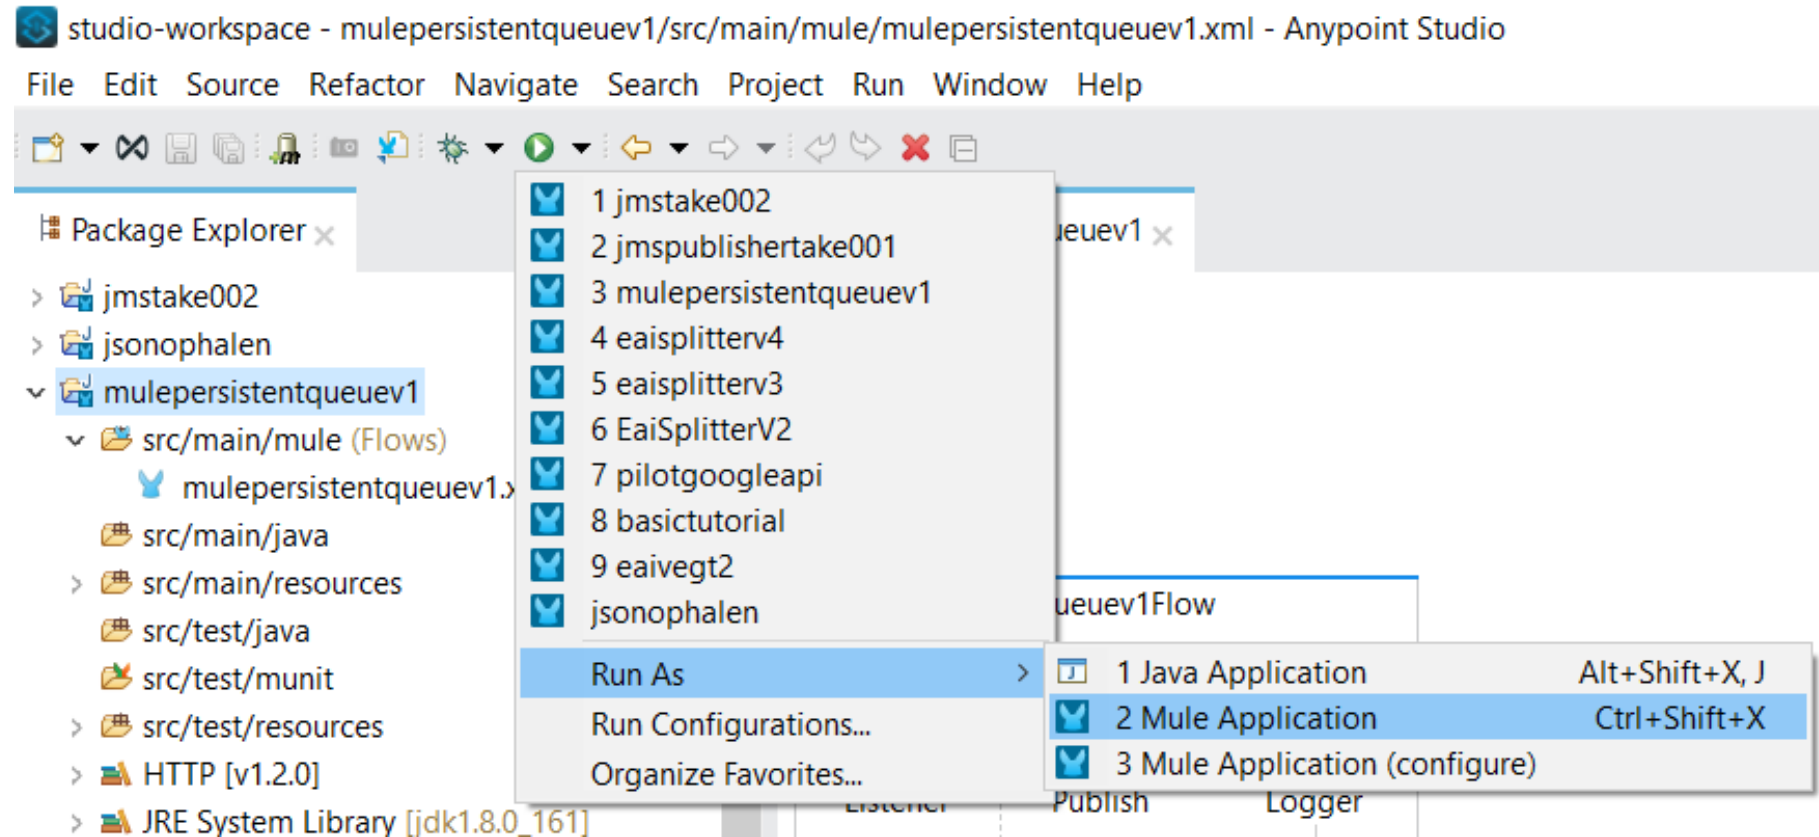 studio-workspace - mulepersistentqueuev1/src/main/mule/mulepersistentqueuev1.xml - Anypoint Studio
File Edit Source Refactor Navigate Search Project Run Window Help
Package Explorer
jmstake002
jsonophalen
mulepersistentqueuev1
src/main/mule (Flows)
mulepersistentqueuev1.x
src/main/java
src/main/resources
src/test/java
src/test/munit
src/test/resources
HTTP [v1.2.0]
JRE System Library [jdk1.8.0_161]
1 jmstake002
2 jmspublishertake001
3 mulepersistentqueuev1
4 eaisplitterv4
5 eaisplitterv3
6 EaiSplitterV2
7 pilotgoogleapi
8 basictutorial
9 eaivegt2
jsonophalen
Run As
Run Configurations...
Organize Favorites...
1 Java Application Alt+Shift+X, J
2 Mule Application Ctrl+Shift+X
3 Mule Application (configure)
ueuev1
ueuev1Flow
Listener Publish Logger